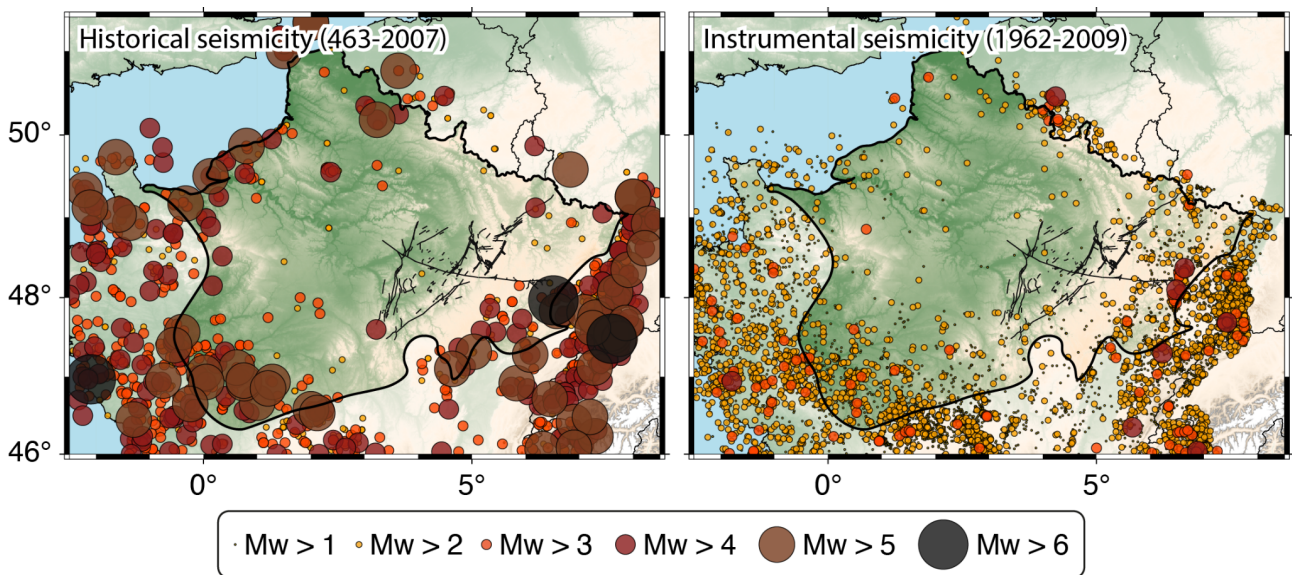 Historical seismicity (463-2007)
Instrumental seismicity (1962-2009)
50°
48°
46°
0°
5°
0°
5°
Mw > 1
Mw > 2
Mw > 3
Mw > 4
Mw > 5
Mw > 6